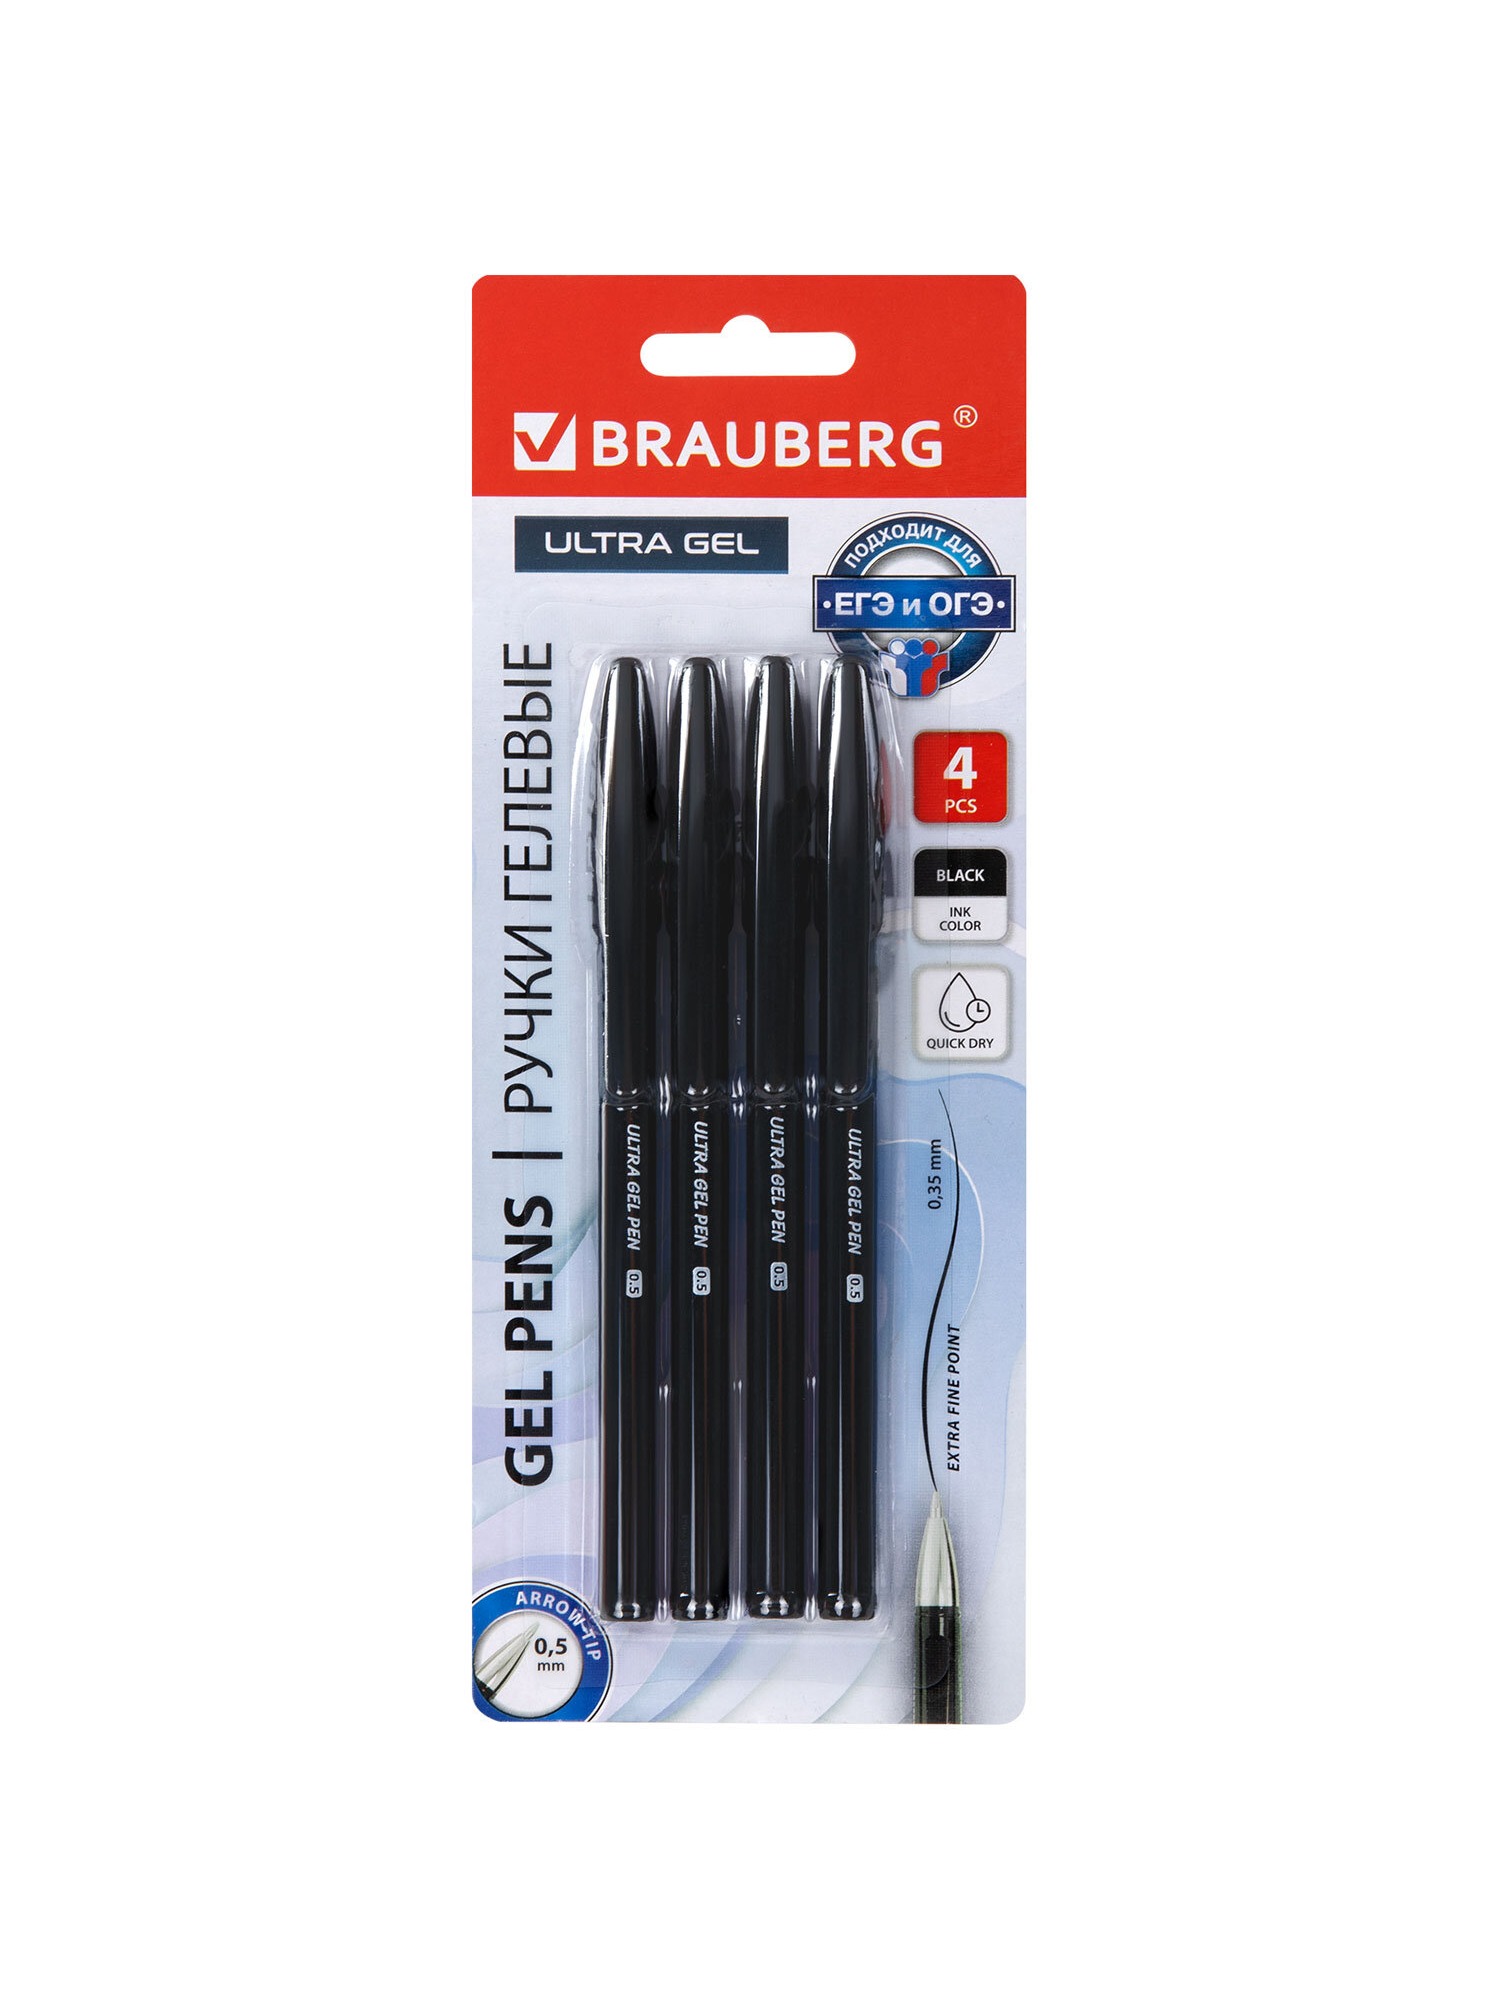 BRAUBERG®
ULTRA GEL
ПОДХОДИТ ДЛЯ
• ЕГЭ и ОГЭ •
4
PCS
BLACK
INK
COLOR
QUICK DRY
GEL PENS | РУЧКИ ГЕЛЕВЫЕ
ULTRA GEL PEN 0.5
ULTRA GEL PEN 0.5
ULTRA GEL PEN 0.5
ULTRA GEL PEN 0.5
0,35 mm
EXTRA FINE POINT
ARROW-TIP
0,5
mm